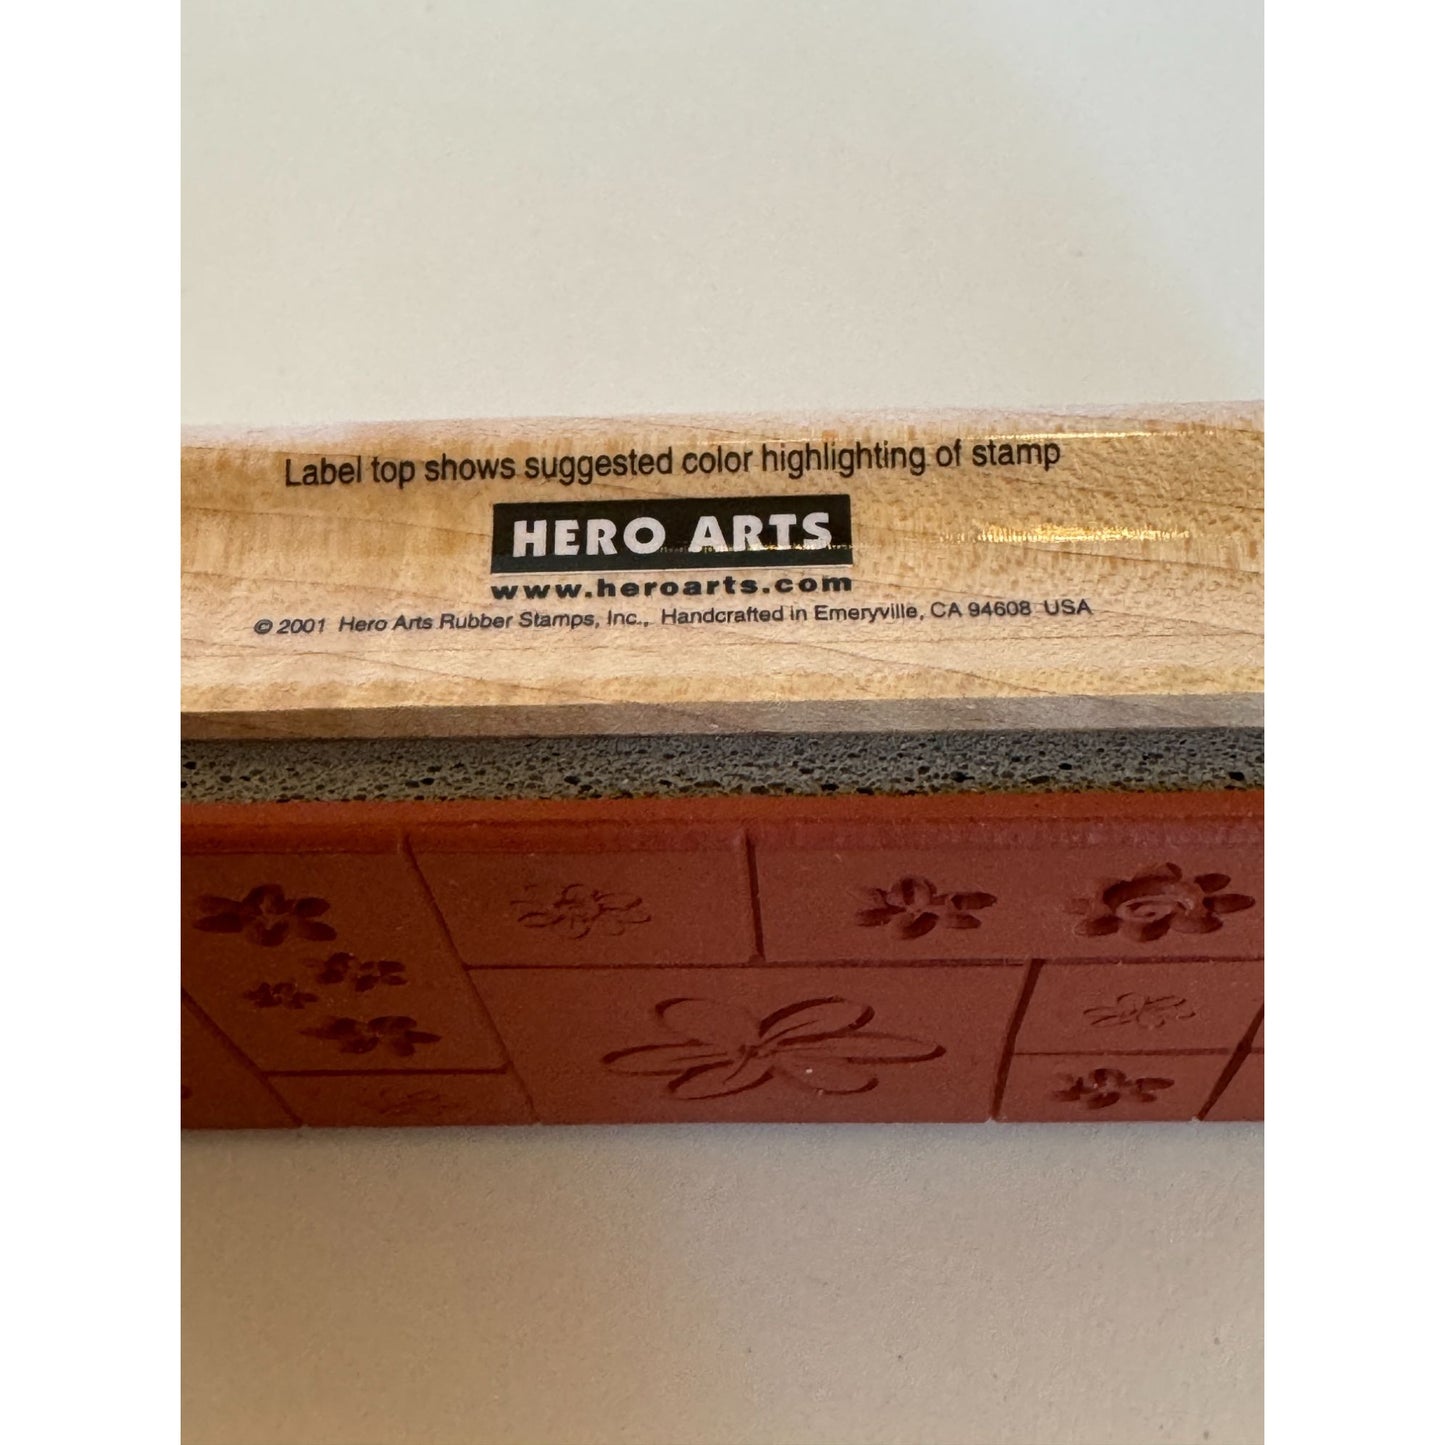 Label top shows suggested color highlighting of stamp
HERO ARTS
www.heroarts.com
© 2001 Hero Arts Rubber Stamps, Inc., Handcrafted in Emeryville, CA 94608 USA